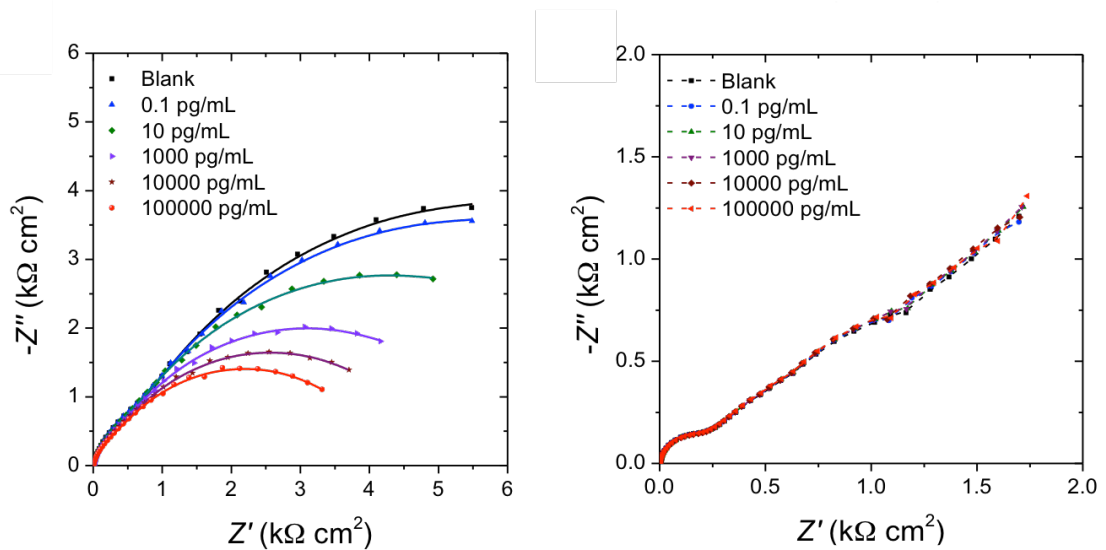 6
5
4
3
2
1
0
-Z″ (kΩ cm²)
Blank
0.1 pg/mL
10 pg/mL
1000 pg/mL
10000 pg/mL
100000 pg/mL
0 1 2 3 4 5 6
Z′ (kΩ cm²)
2.0
1.5
1.0
0.5
0.0
-Z″ (kΩ cm²)
Blank
0.1 pg/mL
10 pg/mL
1000 pg/mL
10000 pg/mL
100000 pg/mL
0.0 0.5 1.0 1.5 2.0
Z′ (kΩ cm²)